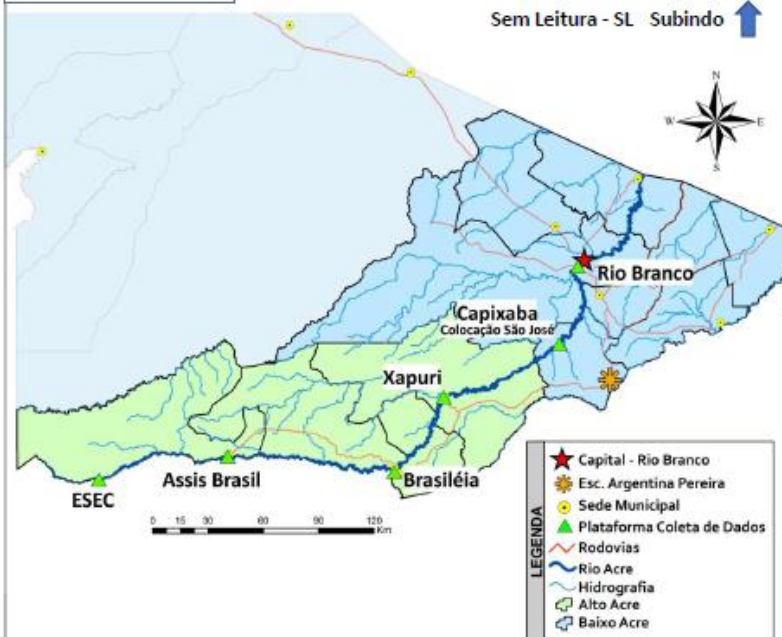 Sem Leitura - SL Subindo
N
W E
S
Rio Branco
Capixaba
Colocação São José
Xapuri
Assis Brasil
Brasiléia
ESEC
0 15 30 60 90 120
Km
LEGENDA
Capital - Rio Branco
Esc. Argentina Pereira
Sede Municipal
Plataforma Coleta de Dados
Rodovias
Rio Acre
Hidrografia
Alto Acre
Baixo Acre